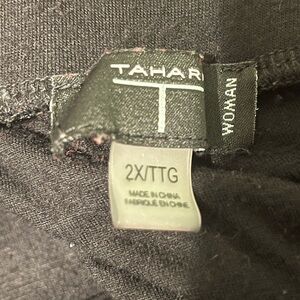 TAHARI
T
WOMAN
2X/TTG
MADE IN CHINA
FABRIQUÉ EN CHINE